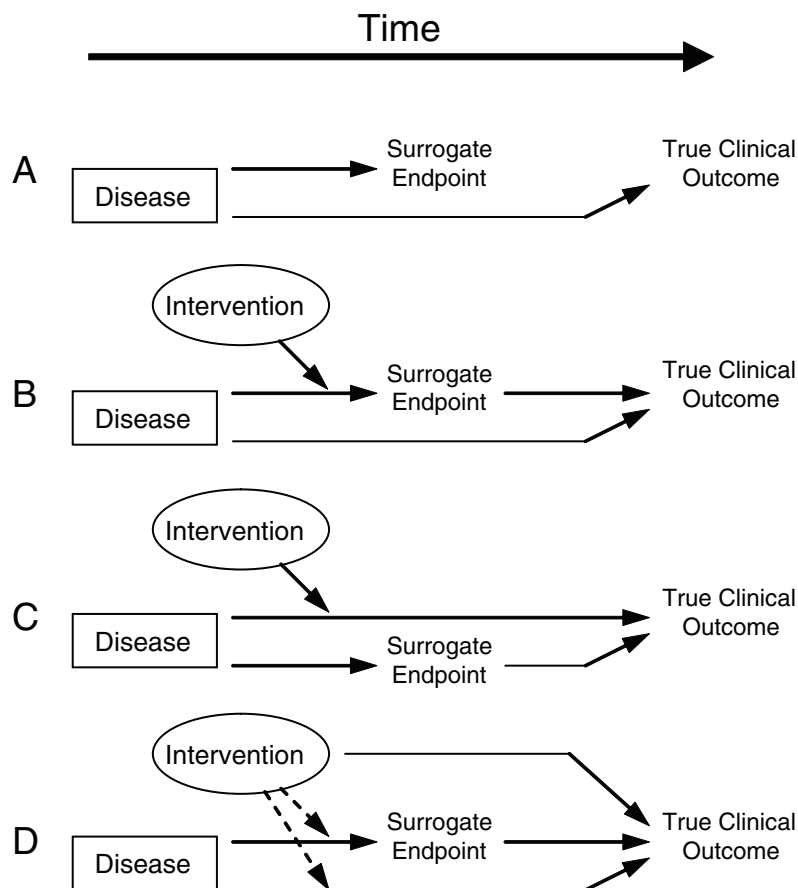 Time
A
Disease
Surrogate
Endpoint
True Clinical
Outcome
Intervention
B
Disease
Surrogate
Endpoint
True Clinical
Outcome
Intervention
C
Disease
Surrogate
Endpoint
True Clinical
Outcome
Intervention
D
Disease
Surrogate
Endpoint
True Clinical
Outcome